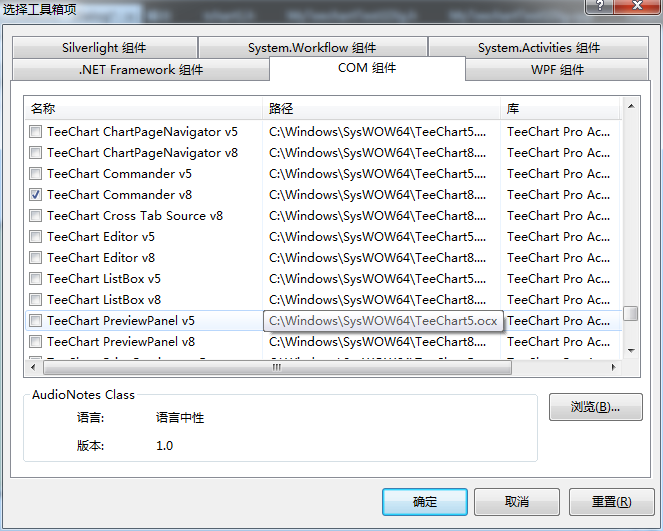 选择工具箱项
Silverlight 组件 System.Workflow 组件 System.Activities 组件
.NET Framework 组件 COM 组件 WPF 组件
名称 路径 库
TeeChart ChartPageNavigator v5 C:\Windows\SysWOW64\TeeChart5.... TeeChart Pro Ac...
TeeChart ChartPageNavigator v8 C:\Windows\SysWOW64\TeeChart8.... TeeChart Pro Ac...
TeeChart Commander v5 C:\Windows\SysWOW64\TeeChart5.... TeeChart Pro Ac...
TeeChart Commander v8 C:\Windows\SysWOW64\TeeChart8.... TeeChart Pro Ac...
TeeChart Cross Tab Source v8 C:\Windows\SysWOW64\TeeChart8.... TeeChart Pro Ac...
TeeChart Editor v5 C:\Windows\SysWOW64\TeeChart5.... TeeChart Pro Ac...
TeeChart Editor v8 C:\Windows\SysWOW64\TeeChart8.... TeeChart Pro Ac...
TeeChart ListBox v5 C:\Windows\SysWOW64\TeeChart5.... TeeChart Pro Ac...
TeeChart ListBox v8 C:\Windows\SysWOW64\TeeChart8.... TeeChart Pro Ac...
TeeChart PreviewPanel v5 C:\Windows\SysWOW64\TeeChart5.ocx TeeChart Pro Ac...
TeeChart PreviewPanel v8 C:\Windows\SysWOW64\TeeChart8.... TeeChart Pro Ac...
AudioNotes Class
浏览(B)...
语言: 语言中性
版本: 1.0
确定 取消 重置(R)